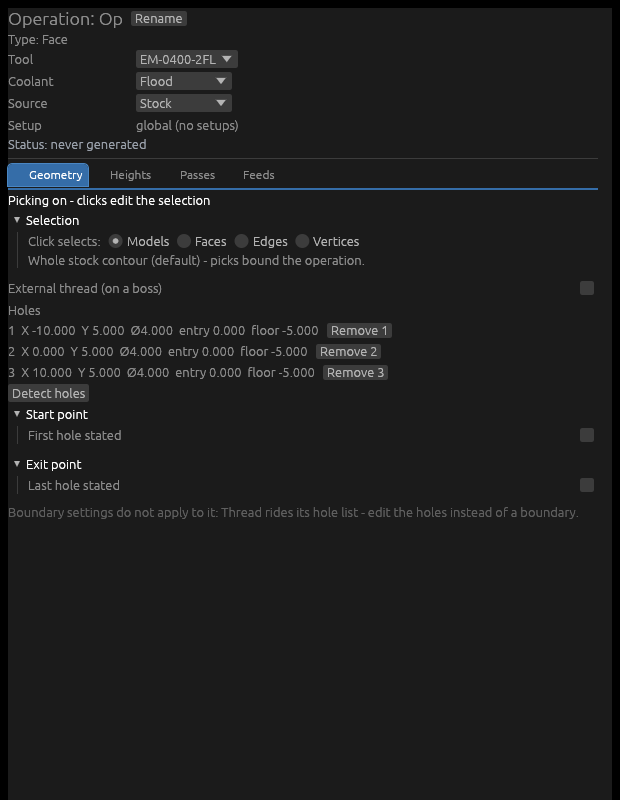 Operation: Op Rename
Type: Face
Tool EM-0400-2FL
Coolant Flood
Source Stock
Setup global (no setups)
Status: never generated
Geometry Heights Passes Feeds
Picking on - clicks edit the selection
Selection
Click selects: Models Faces Edges Vertices
Whole stock contour (default) - picks bound the operation.
External thread (on a boss)
Holes
1 X -10.000 Y 5.000 Ø4.000 entry 0.000 floor -5.000 Remove 1
2 X 0.000 Y 5.000 Ø4.000 entry 0.000 floor -5.000 Remove 2
3 X 10.000 Y 5.000 Ø4.000 entry 0.000 floor -5.000 Remove 3
Detect holes
Start point
First hole stated
Exit point
Last hole stated
Boundary settings do not apply to it: Thread rides its hole list - edit the holes instead of a boundary.